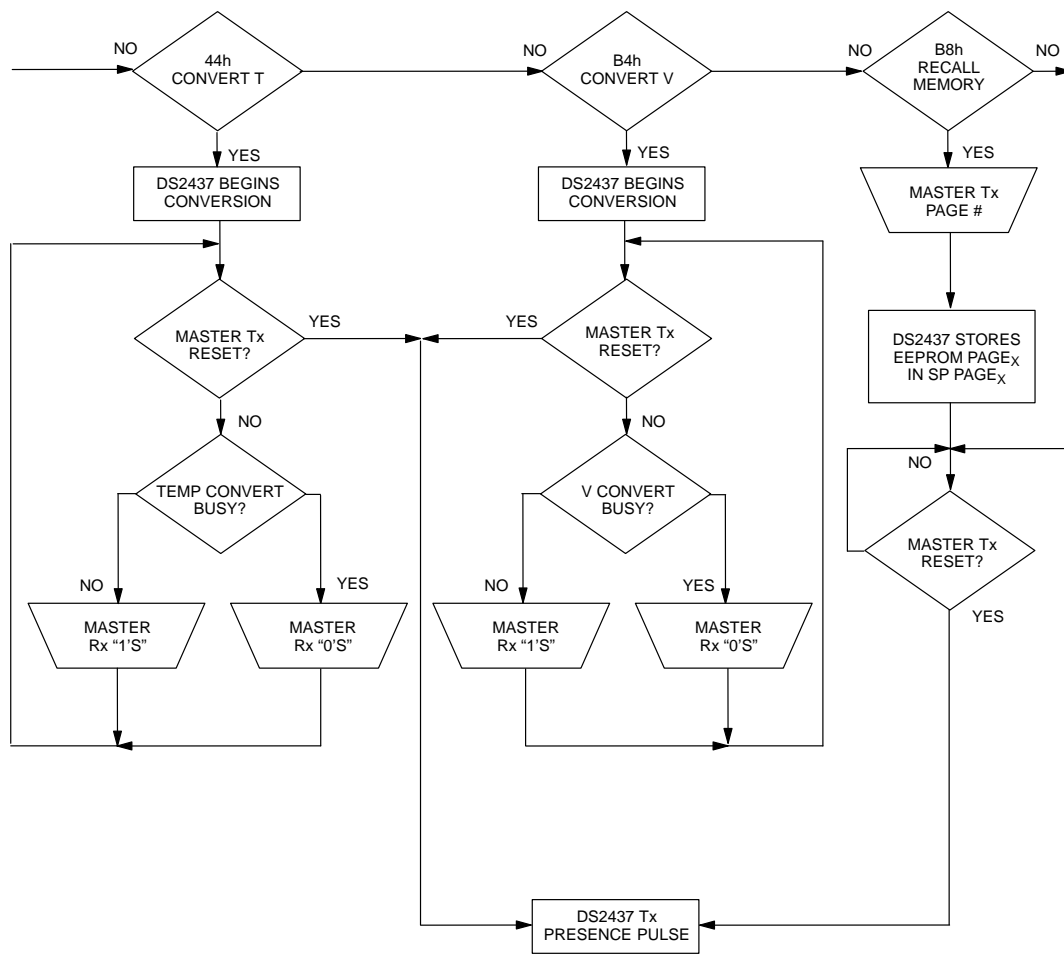 NO
44h
CONVERT T
NO
B4h
CONVERT V
NO
B8h
RECALL
MEMORY
NO
YES
YES
YES
DS2437 BEGINS
CONVERSION
DS2437 BEGINS
CONVERSION
MASTER Tx
PAGE #
MASTER Tx
RESET?
YES
YES
MASTER Tx
RESET?
DS2437 STORES
EEPROM PAGEX
IN SP PAGEX
NO
NO
NO
TEMP CONVERT
BUSY?
V CONVERT
BUSY?
MASTER Tx
RESET?
NO
YES
NO
YES
YES
MASTER
Rx “1’S”
MASTER
Rx “0’S”
MASTER
Rx “1’S”
MASTER
Rx “0’S”
DS2437 Tx
PRESENCE PULSE